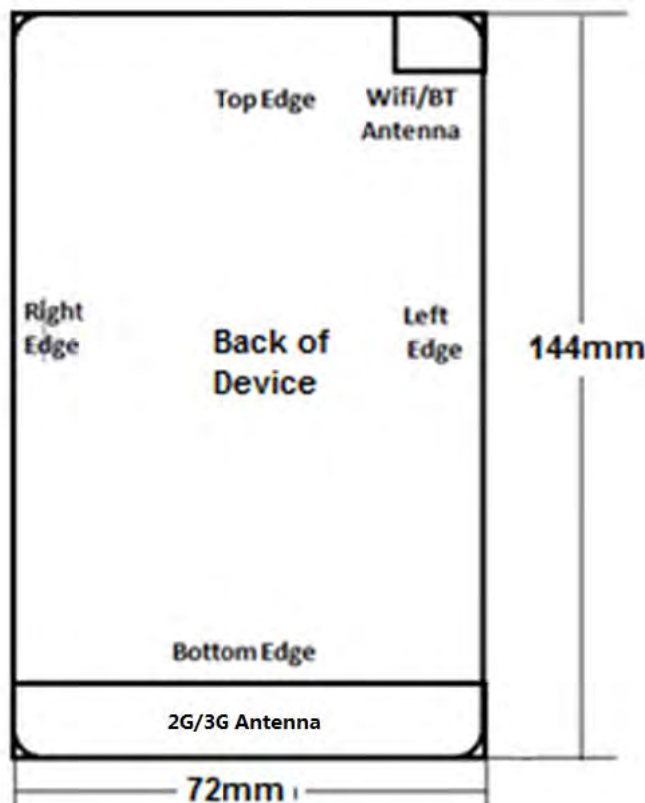 Top Edge
Wifi/BT
Antenna
Right
Edge
Back of
Device
Left
Edge
144mm
Bottom Edge
2G/3G Antenna
72mm